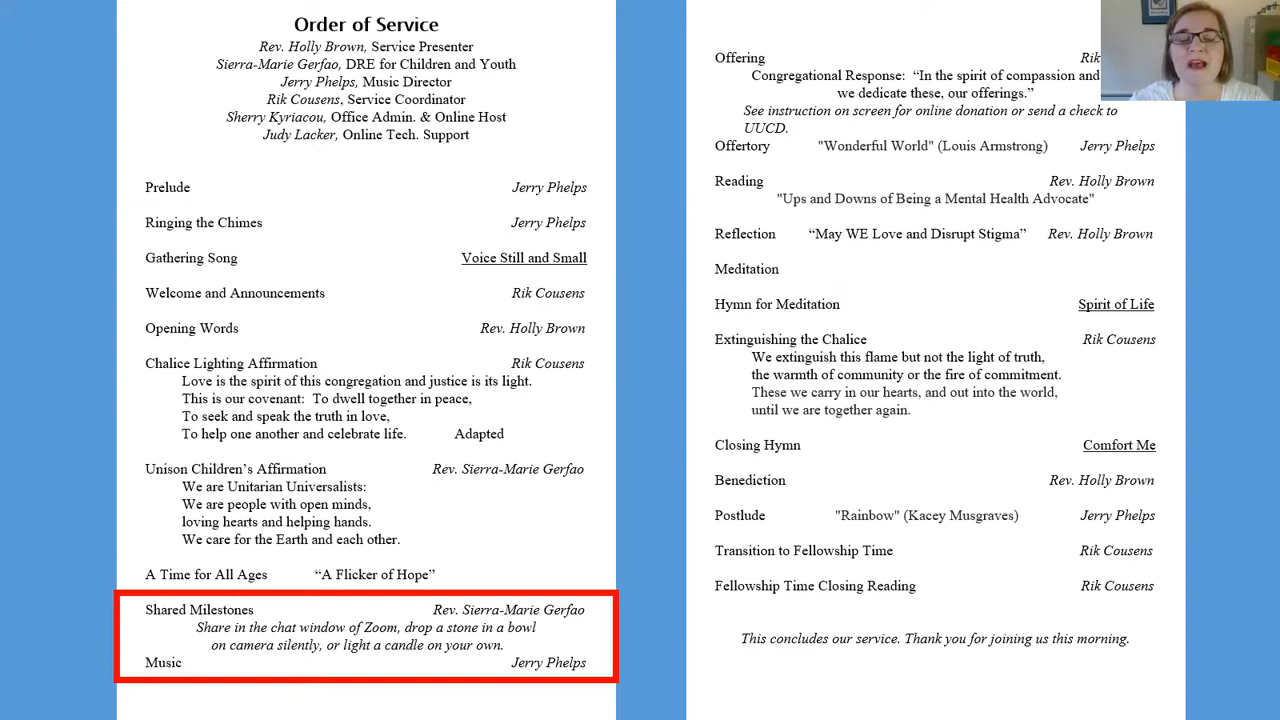 Order of Service
Rev. Holly Brown, Service Presenter
Sierra-Marie Gerfao, DRE for Children and Youth
Jerry Phelps, Music Director
Rik Cousens, Service Coordinator
Sherry Kyriacou, Office Admin. & Online Host
Judy Lacker, Online Tech. Support
Prelude Jerry Phelps
Ringing the Chimes Jerry Phelps
Gathering Song Voice Still and Small
Welcome and Announcements Rik Cousens
Opening Words Rev. Holly Brown
Chalice Lighting Affirmation Rik Cousens
Love is the spirit of this congregation and justice is its light.
This is our covenant: To dwell together in peace,
To seek and speak the truth in love,
To help one another and celebrate life. Adapted
Unison Children’s Affirmation Rev. Sierra-Marie Gerfao
We are Unitarian Universalists:
We are people with open minds,
loving hearts and helping hands.
We care for the Earth and each other.
A Time for All Ages “A Flicker of Hope”
Shared Milestones Rev. Sierra-Marie Gerfao
Share in the chat window of Zoom, drop a stone in a bowl
on camera silently, or light a candle on your own.
Music Jerry Phelps
Offering Rik
Congregational Response: “In the spirit of compassion and
we dedicate these, our offerings.”
See instruction on screen for online donation or send a check to
UUCD.
Offertory "Wonderful World" (Louis Armstrong) Jerry Phelps
Reading Rev. Holly Brown
"Ups and Downs of Being a Mental Health Advocate"
Reflection “May WE Love and Disrupt Stigma” Rev. Holly Brown
Meditation
Hymn for Meditation Spirit of Life
Extinguishing the Chalice Rik Cousens
We extinguish this flame but not the light of truth,
the warmth of community or the fire of commitment.
These we carry in our hearts, and out into the world,
until we are together again.
Closing Hymn Comfort Me
Benediction Rev. Holly Brown
Postlude "Rainbow" (Kacey Musgraves) Jerry Phelps
Transition to Fellowship Time Rik Cousens
Fellowship Time Closing Reading Rik Cousens
This concludes our service. Thank you for joining us this morning.